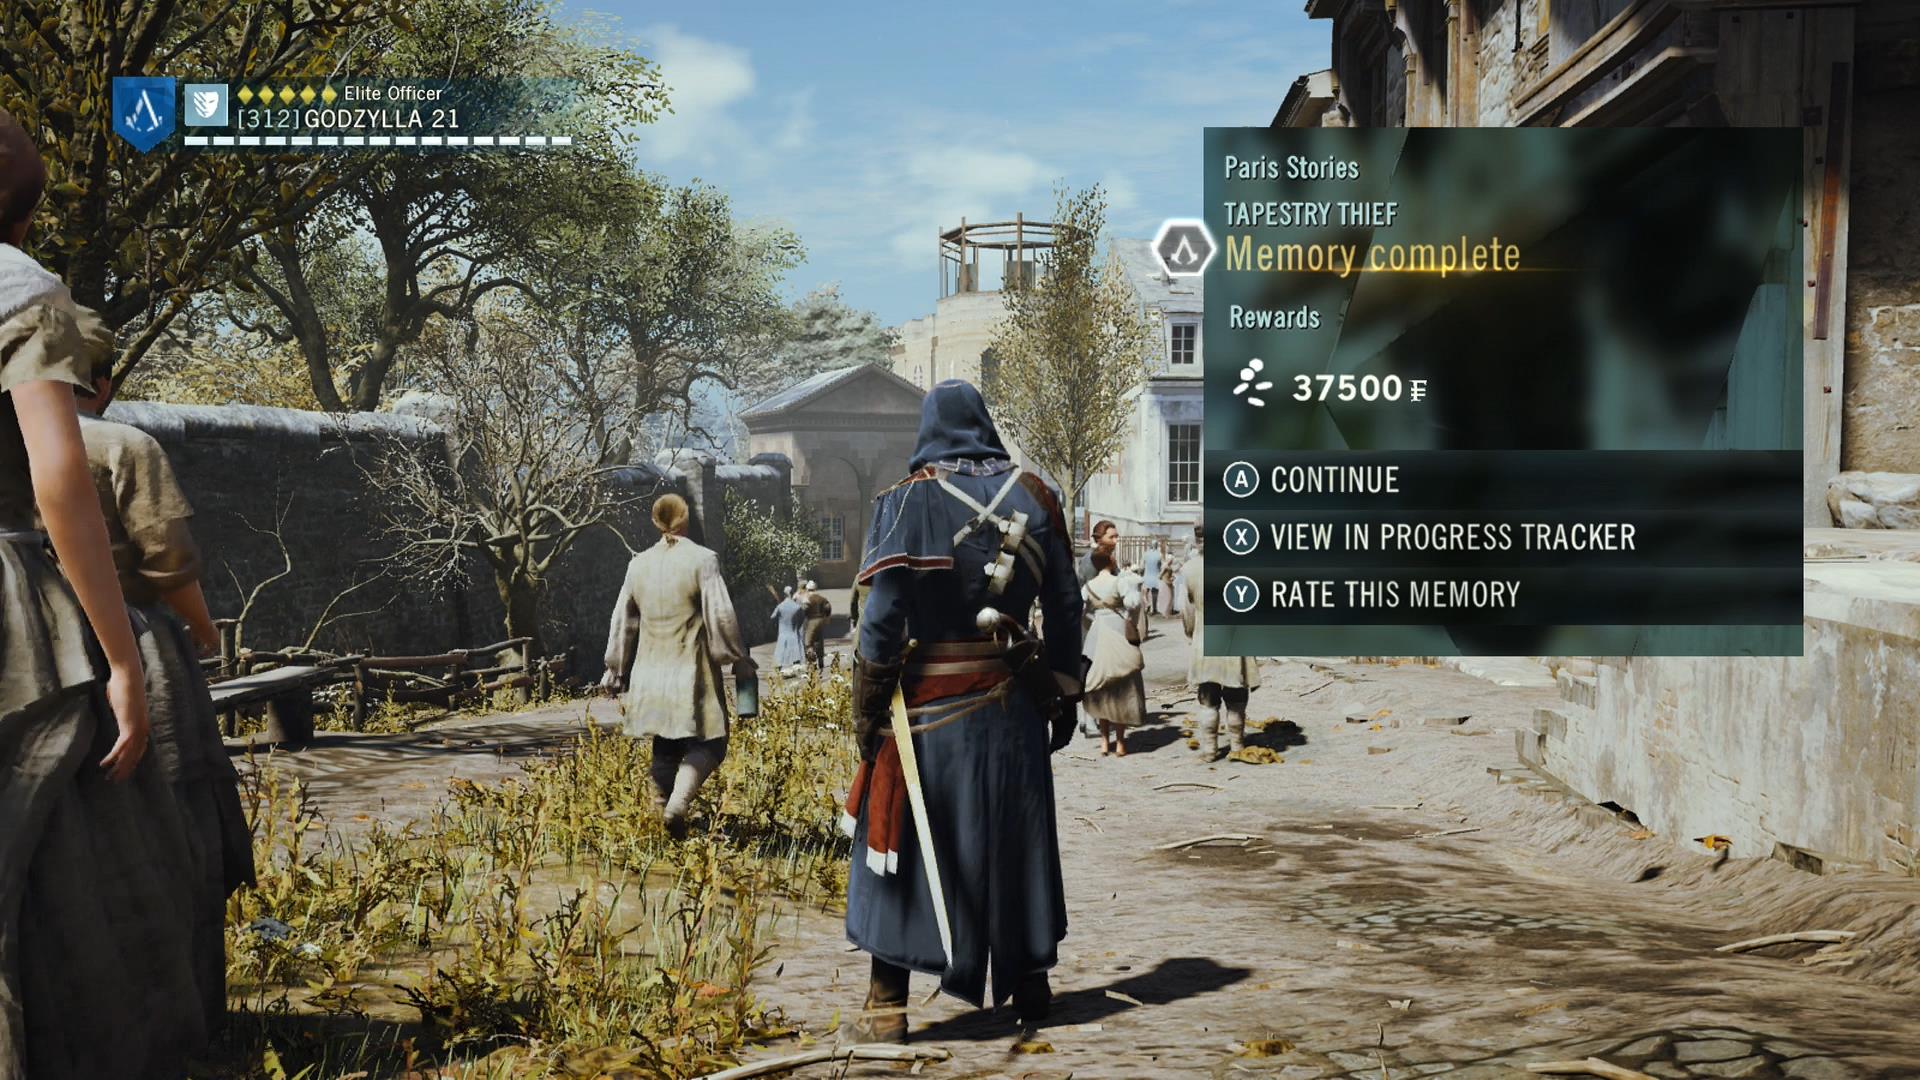 Elite Officer
[312]GODZYLLA 21
Paris Stories
TAPESTRY THIEF
Memory complete
Rewards
37500 ₣
A CONTINUE
X VIEW IN PROGRESS TRACKER
Y RATE THIS MEMORY